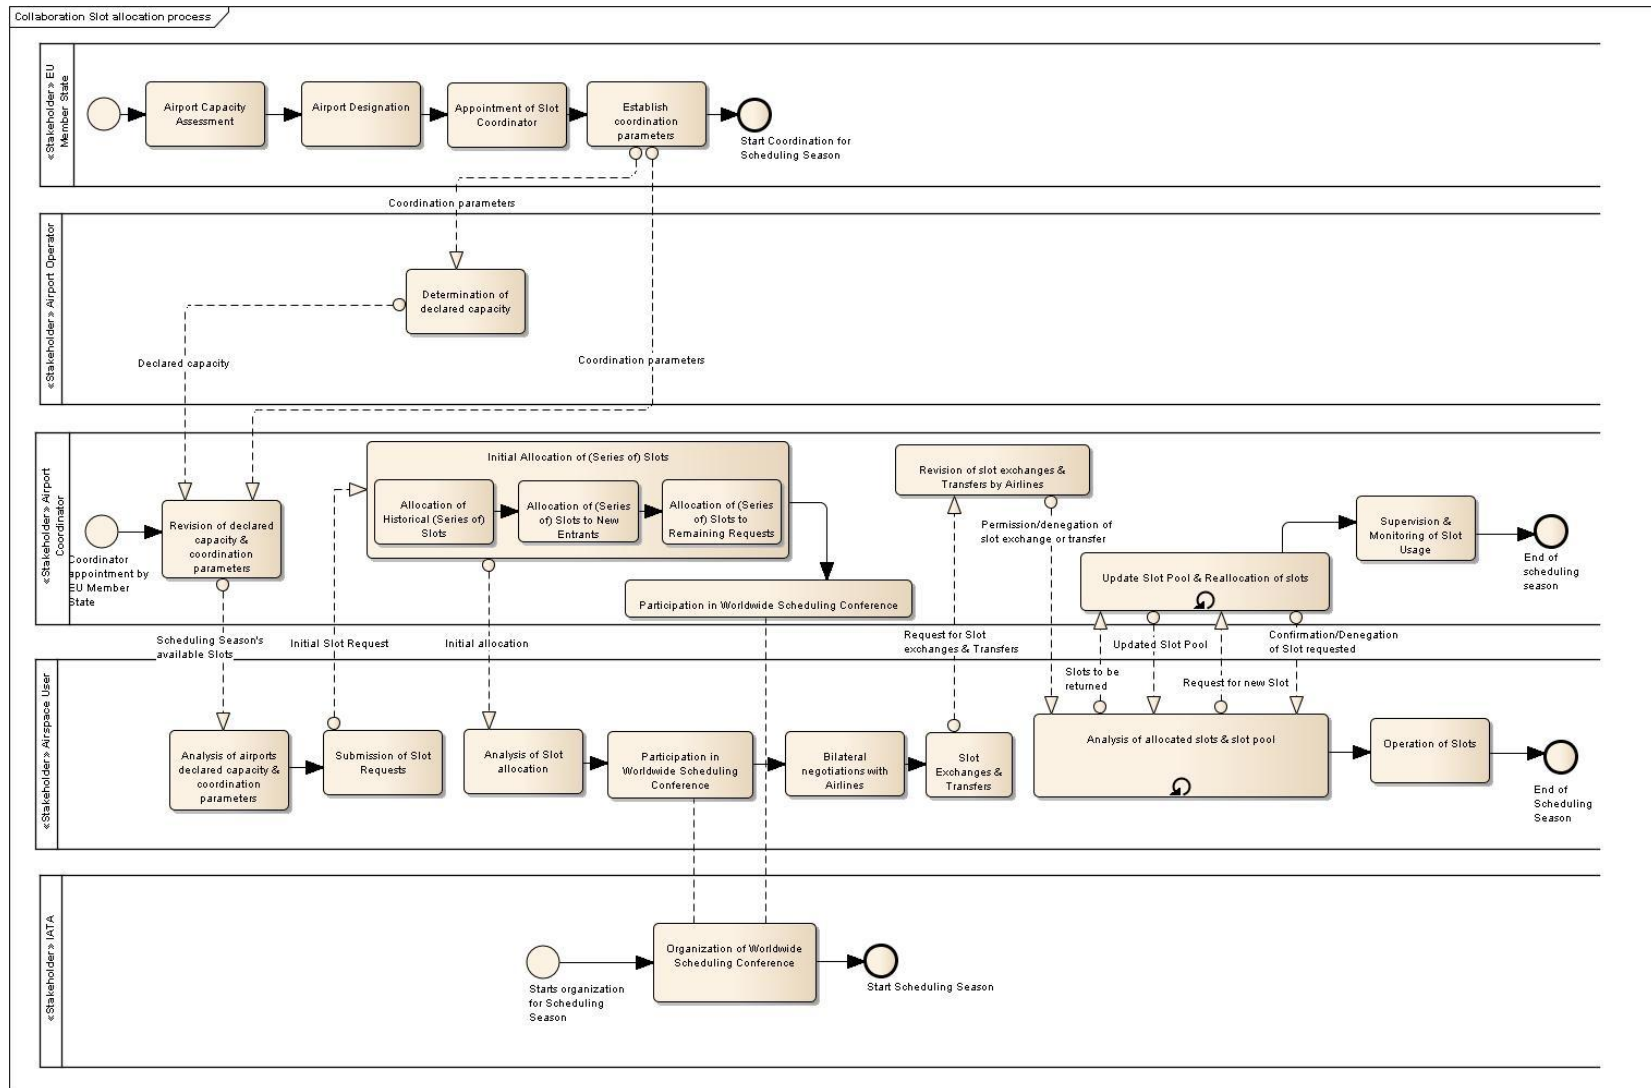 Collaboration Slot allocation process
«Stakeholder» EU
Member State
Airport Capacity
Assessment
Airport Designation
Appointment of Slot
Coordinator
Establish
coordination
parameters
Start Coordination for
Scheduling Season
Coordination parameters
«Stakeholder» Airport Operator
Determination of
declared capacity
Declared capacity
Coordination parameters
«Stakeholder» Airport
Coordinator
Coordinator
appointment by
EU Member
State
Revision of declared
capacity &
coordination
parameters
Initial Allocation of (Series of) Slots
Allocation of
Historical (Series of)
Slots
Allocation of (Series
of) Slots to New
Entrants
Allocation of (Series
of) Slots to
Remaining Requests
Participation in Worldwide Scheduling Conference
Revision of slot exchanges &
Transfers by Airlines
Permission/denegation of
slot exchange or transfer
Update Slot Pool & Reallocation of slots
Supervision &
Monitoring of Slot
Usage
End of
scheduling
season
Scheduling Season's
available Slots
Initial Slot Request
Initial allocation
Request for Slot
exchanges & Transfers
Slots to be
returned
Updated Slot Pool
Request for new Slot
Confirmation/Denegation
of Slot requested
«Stakeholder» Airspace User
Analysis of airports
declared capacity &
coordination
parameters
Submission of Slot
Requests
Analysis of Slot
allocation
Participation in
Worldwide Scheduling
Conference
Bilateral
negotiations with
Airlines
Slot
Exchanges &
Transfers
Analysis of allocated slots & slot pool
Operation of Slots
End of
Scheduling
Season
«Stakeholder» IATA
Starts organization
for Scheduling
Season
Organization of Worldwide
Scheduling Conference
Start Scheduling Season